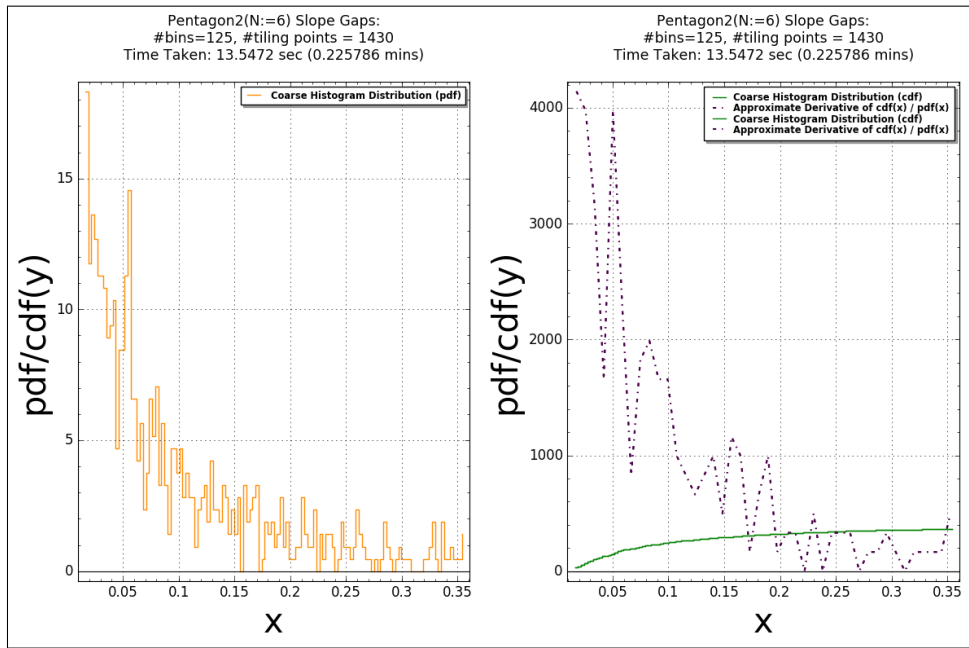 Pentagon2(N:=6) Slope Gaps:
#bins=125, #tiling points = 1430
Time Taken: 13.5472 sec (0.225786 mins)
Coarse Histogram Distribution (pdf)
pdf/cdf(y)
15
10
5
0
0.05
0.1
0.15
0.2
0.25
0.3
0.35
x
Pentagon2(N:=6) Slope Gaps:
#bins=125, #tiling points = 1430
Time Taken: 13.5472 sec (0.225786 mins)
Coarse Histogram Distribution (cdf)
Approximate Derivative of cdf(x) / pdf(x)
Coarse Histogram Distribution (cdf)
Approximate Derivative of cdf(x) / pdf(x)
pdf/cdf(y)
4000
3000
2000
1000
0
0.05
0.1
0.15
0.2
0.25
0.3
0.35
x